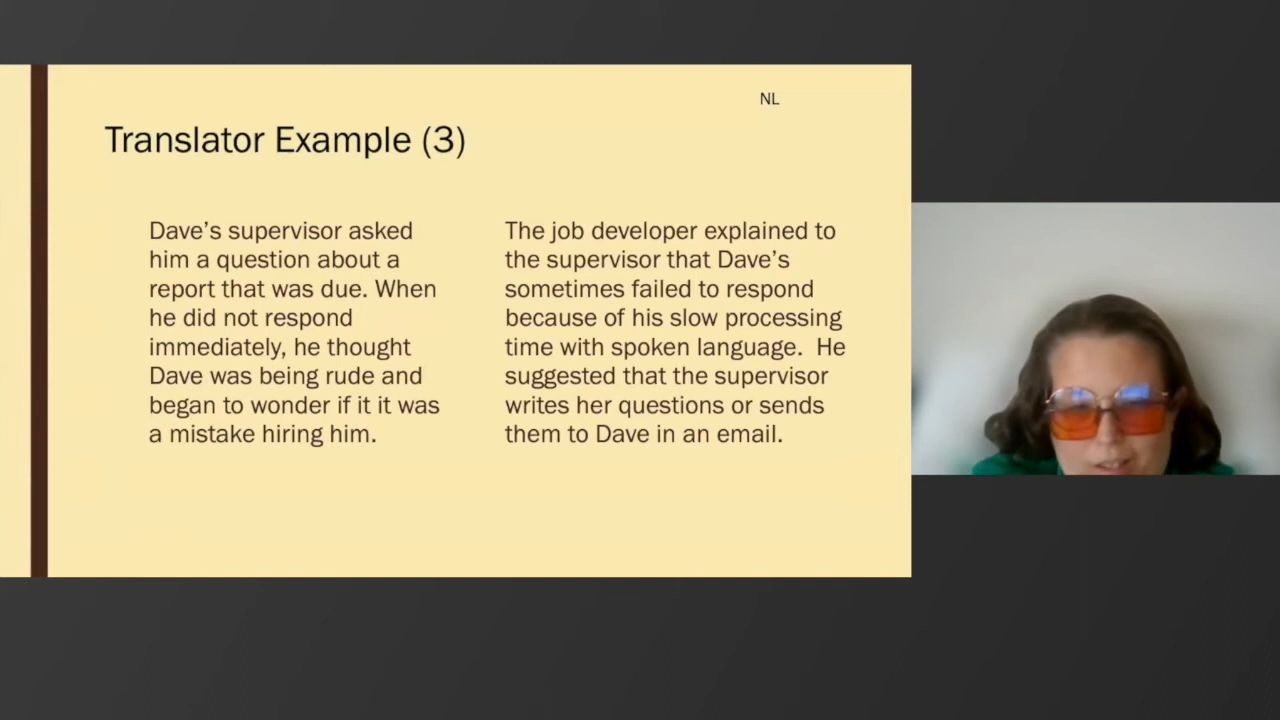 NL
Translator Example (3)
Dave's supervisor asked
him a question about a
report that was due. When
he did not respond
immediately, he thought
Dave was being rude and
began to wonder if it it was
a mistake hiring him.
The job developer explained to
the supervisor that Dave's
sometimes failed to respond
because of his slow processing
time with spoken language.  He
suggested that the supervisor
writes her questions or sends
them to Dave in an email.